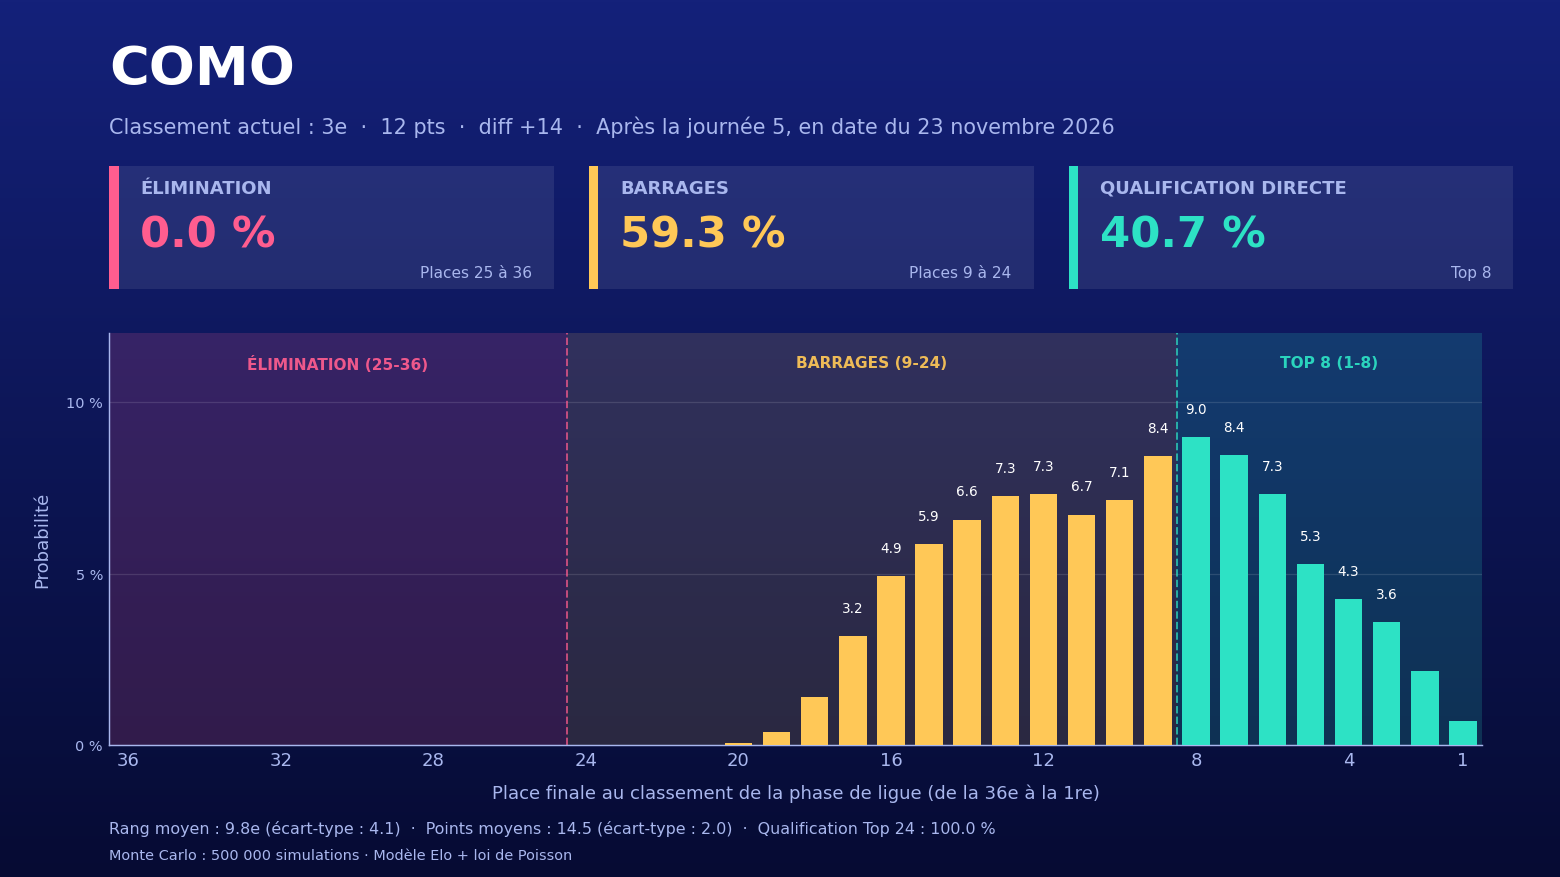 COMO
Classement actuel : 3e · 12 pts · diff +14 · Après la journée 5, en date du 23 novembre 2026
ÉLIMINATION
0.0 %
Places 25 à 36
BARRAGES
59.3 %
Places 9 à 24
QUALIFICATION DIRECTE
40.7 %
Top 8
ÉLIMINATION (25-36)
BARRAGES (9-24)
TOP 8 (1-8)
10 %
5 %
0 %
Probabilité
3.2
4.9
5.9
6.6
7.3
7.3
6.7
7.1
8.4
9.0
8.4
7.3
5.3
4.3
3.6
36 32 28 24 20 16 12 8 4 1
Place finale au classement de la phase de ligue (de la 36e à la 1re)
Rang moyen : 9.8e (écart-type : 4.1) · Points moyens : 14.5 (écart-type : 2.0) · Qualification Top 24 : 100.0 %
Monte Carlo : 500 000 simulations · Modèle Elo + loi de Poisson